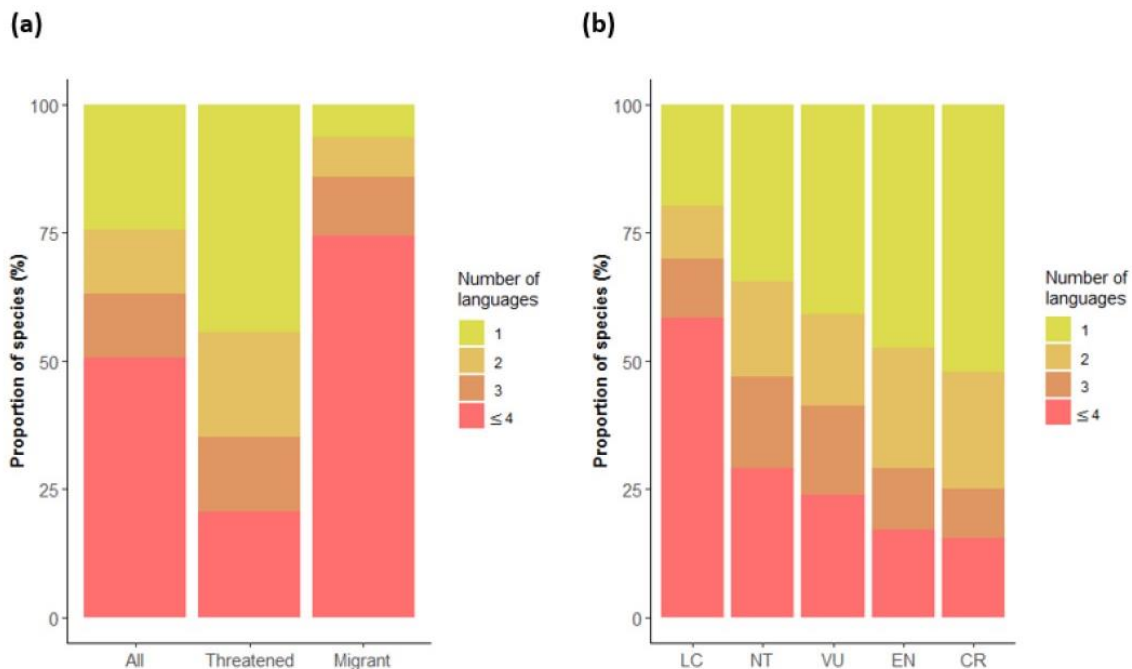 (a)
Proportion of species (%)
100
75
50
25
0
All Threatened Migrant
Number of
languages
1
2
3
≤ 4
(b)
Proportion of species (%)
100
75
50
25
0
LC NT VU EN CR
Number of
languages
1
2
3
≤ 4